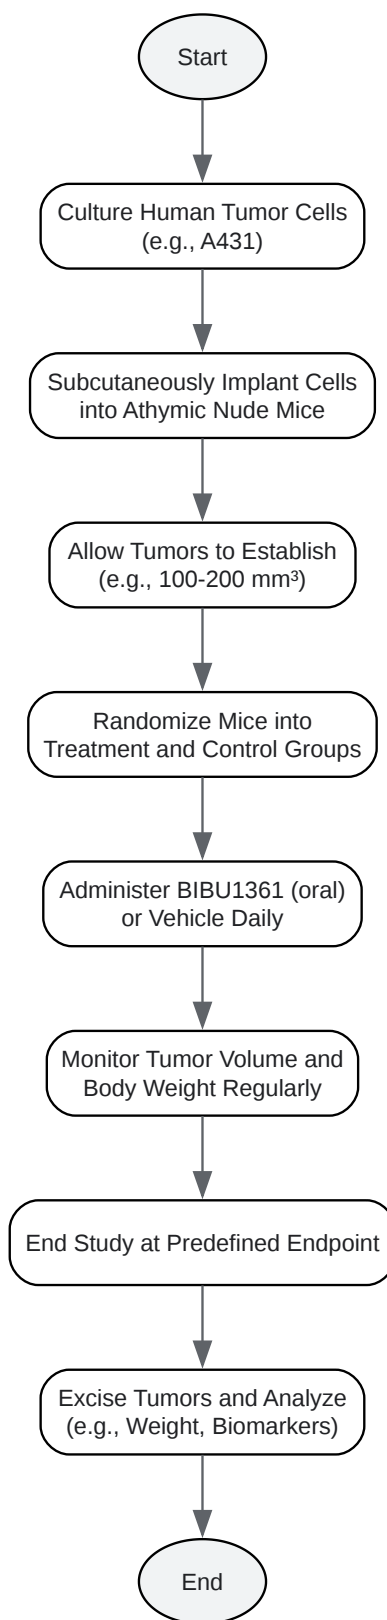 Start
Culture Human Tumor Cells
(e.g., A431)
Subcutaneously Implant Cells
into Athymic Nude Mice
Allow Tumors to Establish
(e.g., 100-200 mm³)
Randomize Mice into
Treatment and Control Groups
Administer BIBU1361 (oral)
or Vehicle Daily
Monitor Tumor Volume and
Body Weight Regularly
End Study at Predefined Endpoint
Excise Tumors and Analyze
(e.g., Weight, Biomarkers)
End